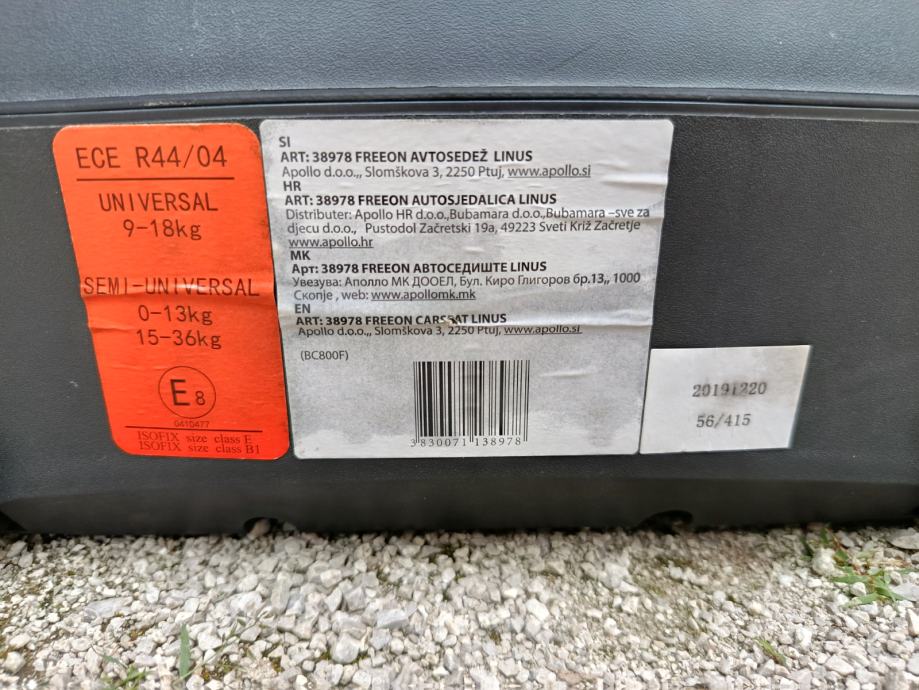 ECE R44/04
UNIVERSAL
9-18kg
SEMI-UNIVERSAL
0-13kg
15-36kg
E8
0410477
ISOFIX size class E
ISOFIX size class B1
SI
ART: 38978 FREEON AVTOSEDEŽ LINUS
Apollo d.o.o.,, Slomškova 3, 2250 Ptuj, www.apollo.si
HR
ART: 38978 FREEON AUTOSJEDALICA LINUS
Distributer: Apollo HR d.o.o.,Bubamara d.o.o.,Bubamara –sve za
djecu d.o.o., Pustodol Začretski 19a, 49223 Sveti Križ Začretje
www.apollo.hr
MK
Арт: 38978 FREEON АВТОСЕДИШТЕ LINUS
Увезува: Аполло МК ДООЕЛ, бул. Киро Глигоров бр.13,, 1000
Скопје , web: www.apollomk.mk
EN
ART: 38978 FREEON CARSEAT LINUS
Apollo d.o.o.,, Slomškova 3, 2250 Ptuj, www.apollo.si
(BC800F)
3 830071 138978
20191220
56/415